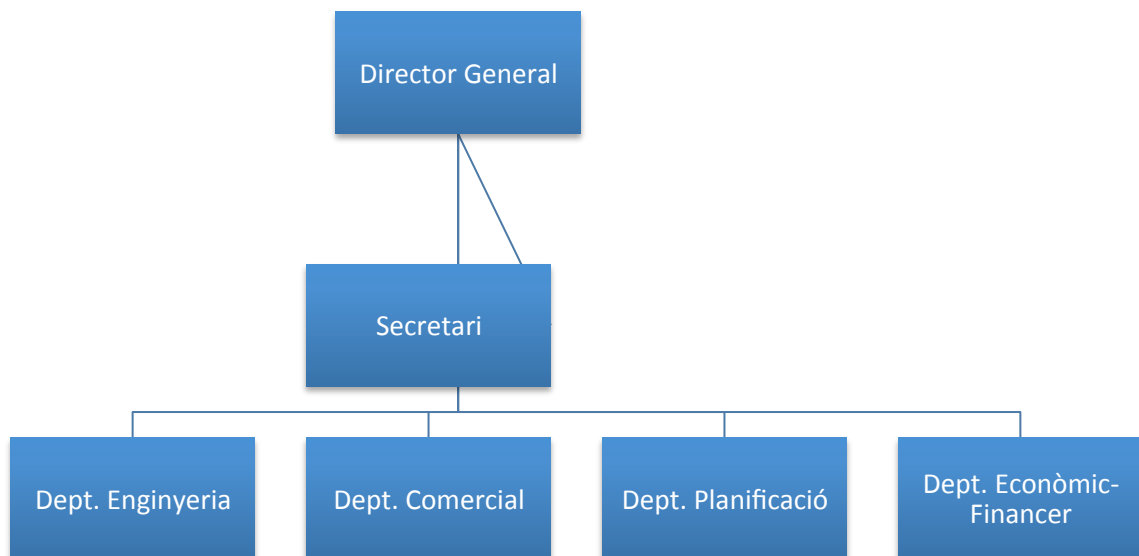 Director General
Secretari
Dept. Enginyeria
Dept. Comercial
Dept. Planificació
Dept. Econòmic-
Financer